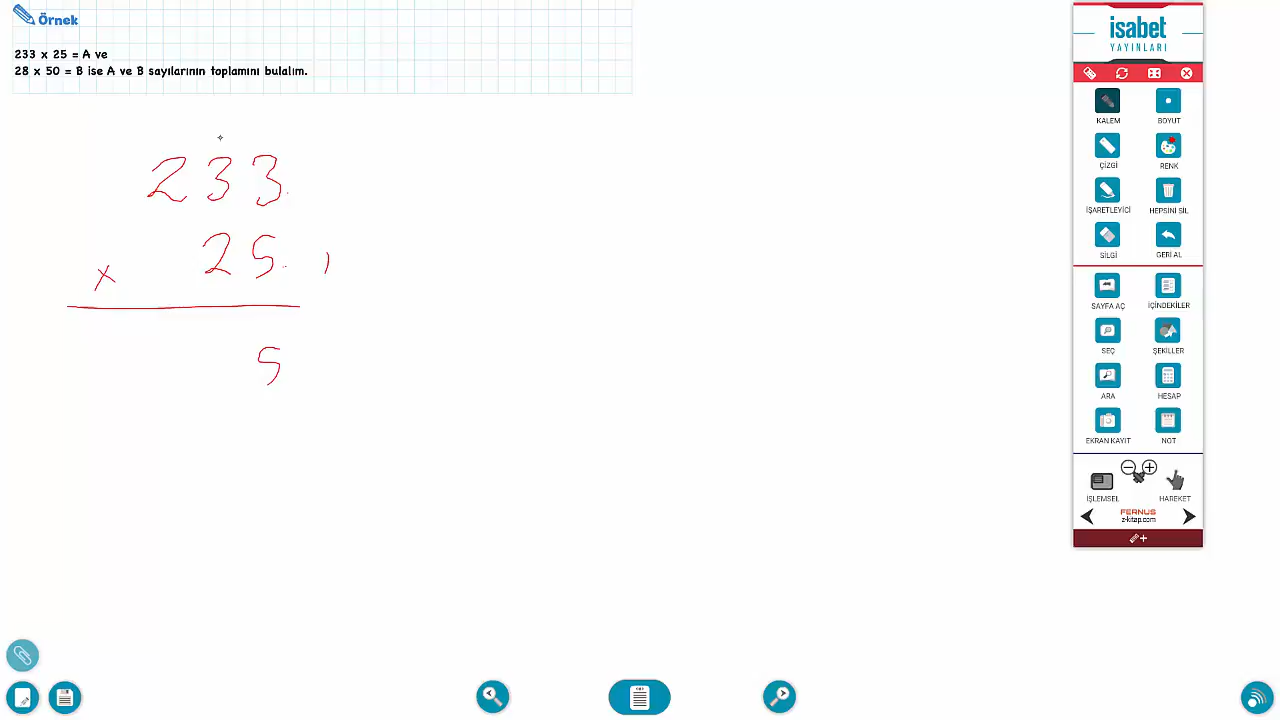 Örnek
233 x 25 = A ve
28 x 50 = B ise A ve B sayılarının toplamını bulalım.
233
25
x
5
isabet
YAYINLARI
KALEM
BOYUT
ÇİZGİ
RENK
İŞARETLEYİCİ
HEPSİNİ SİL
SİLGİ
GERİ AL
SAYFA AÇ
İÇİNDEKİLER
SEÇ
ŞEKİLLER
ARA
HESAP
EKRAN KAYIT
NOT
İŞLEMSEL
HAREKET
FERNUS
z-kitap.com